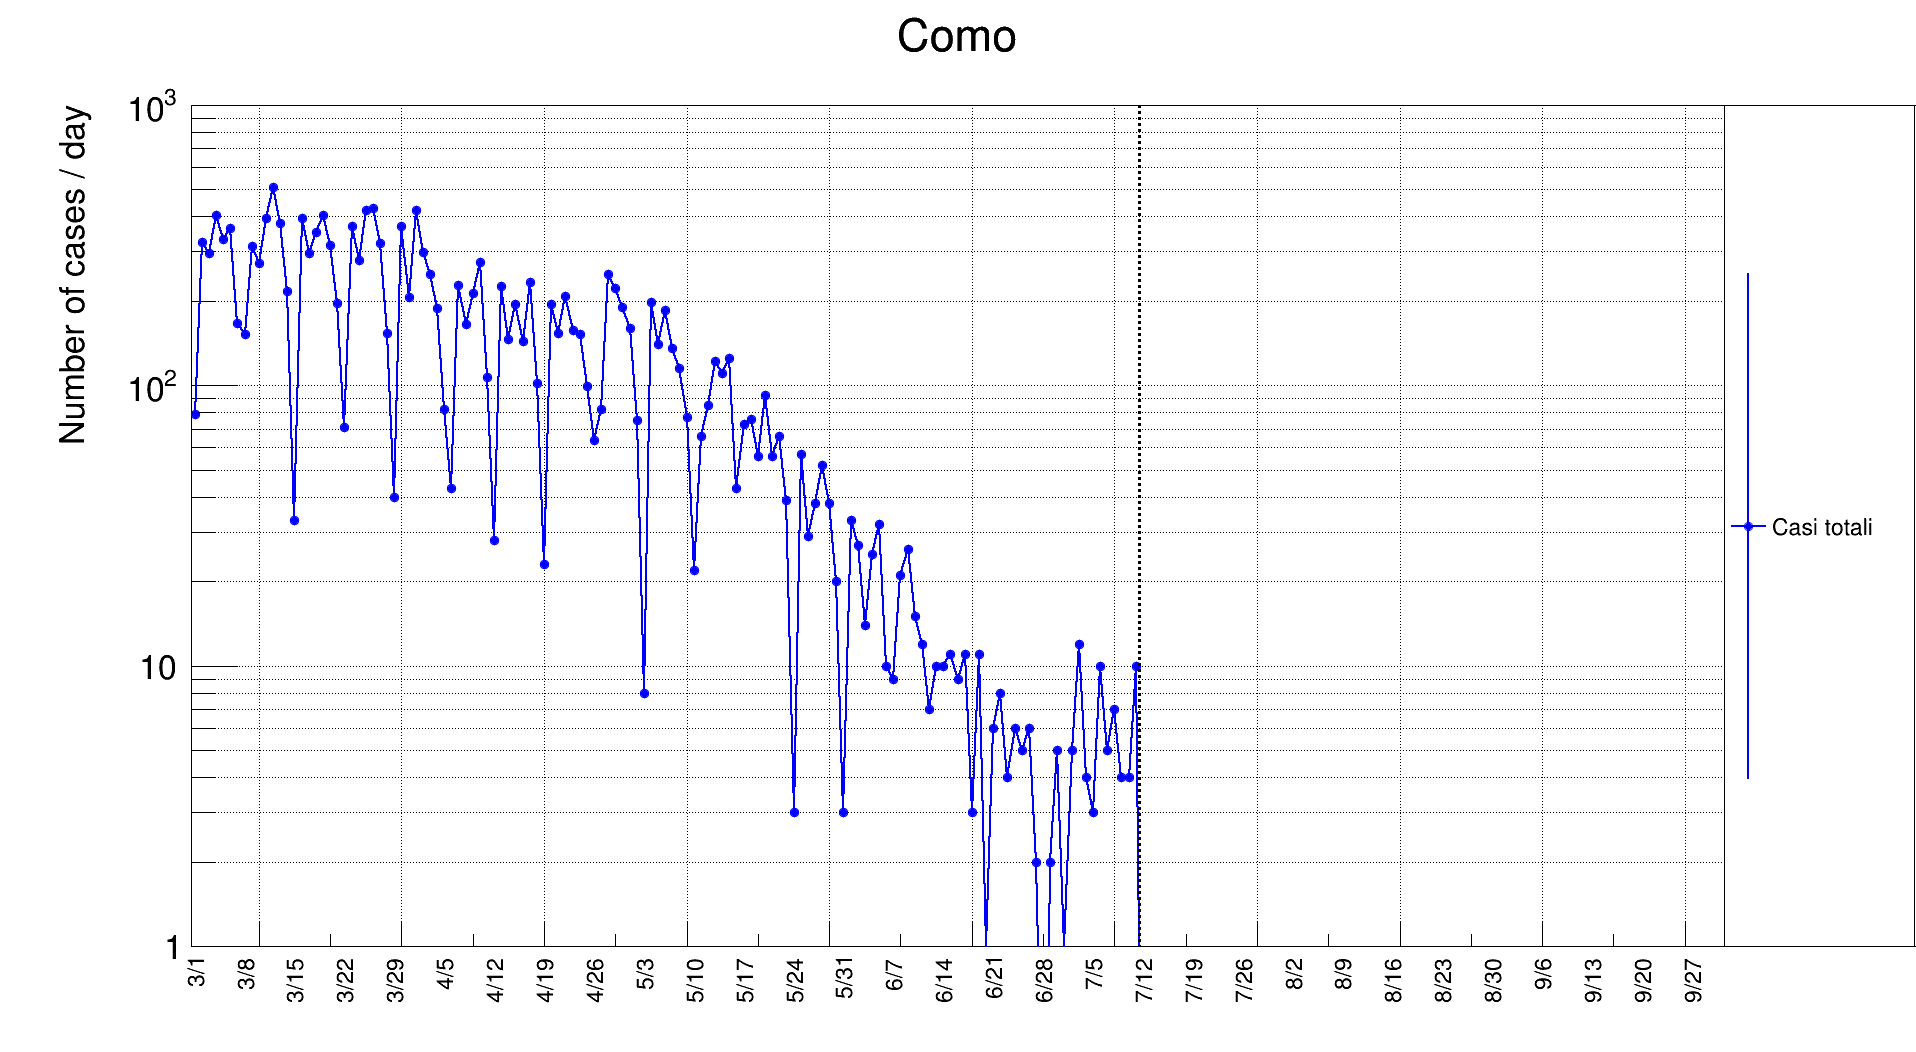 Como
Number of cases / day
10³
10²
10
1
3/1 3/8 3/15 3/22 3/29 4/5 4/12 4/19 4/26 5/3 5/10 5/17 5/24 5/31 6/7 6/14 6/21 6/28 7/5 7/12 7/19 7/26 8/2 8/9 8/16 8/23 8/30 9/6 9/13 9/20 9/27
Casi totali